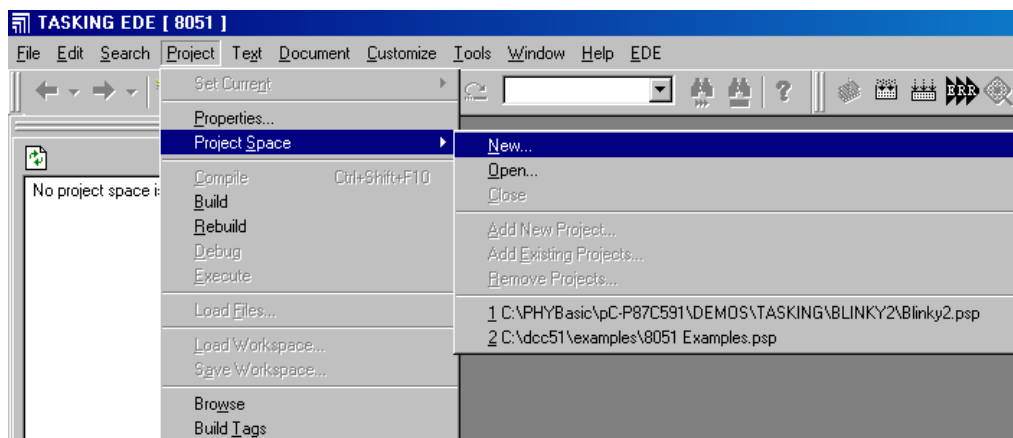 TASKING EDE [ 8051 ]
File Edit Search Project Text Document Customize Tools Window Help EDE
ERR
Set Current
Properties...
Project Space
Compile Ctrl+Shift+F10
Build
Rebuild
Debug
Execute
Load Files...
Load Workspace...
Save Workspace...
Browse
Build Tags
No project space i
New...
Open...
Close
Add New Project...
Add Existing Projects...
Remove Projects...
1 C:\PHYBasic\pC-P87C591\DEMOS\TASKING\BLINKY2\Blinky2.psp
2 C:\dcc51\examples\8051 Examples.psp